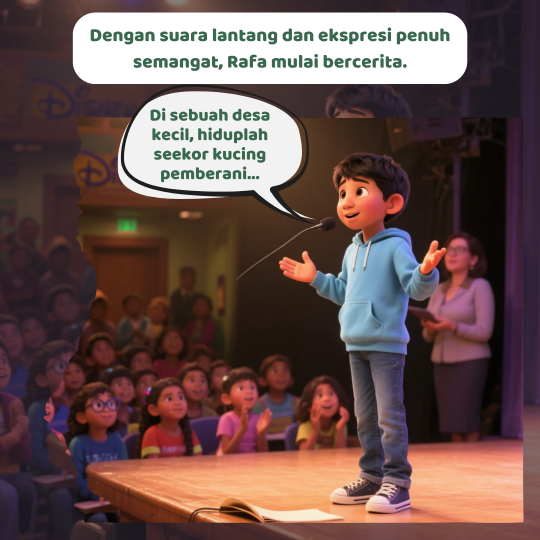 Dengan suara lantang dan ekspresi penuh
semangat, Rafa mulai bercerita.
Di sebuah desa
kecil, hiduplah
seekor kucing
pemberani...